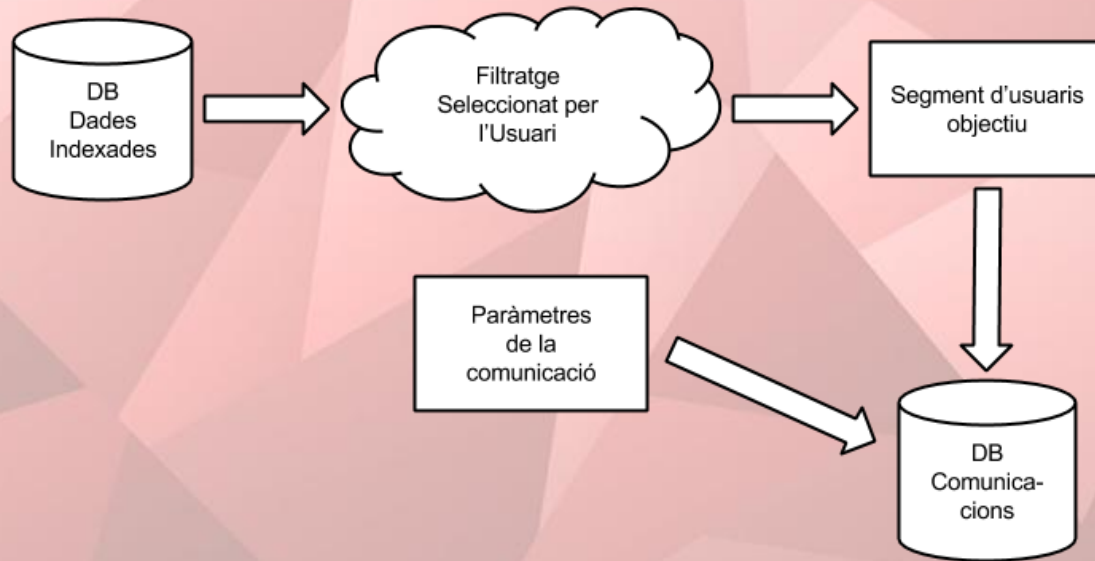 DB
Dades
Indexades
Filtratge
Seleccionat per
l'Usuari
Segment d'usuaris
objectiu
Paràmetres
de la
comunicació
DB
Comunica-
cions